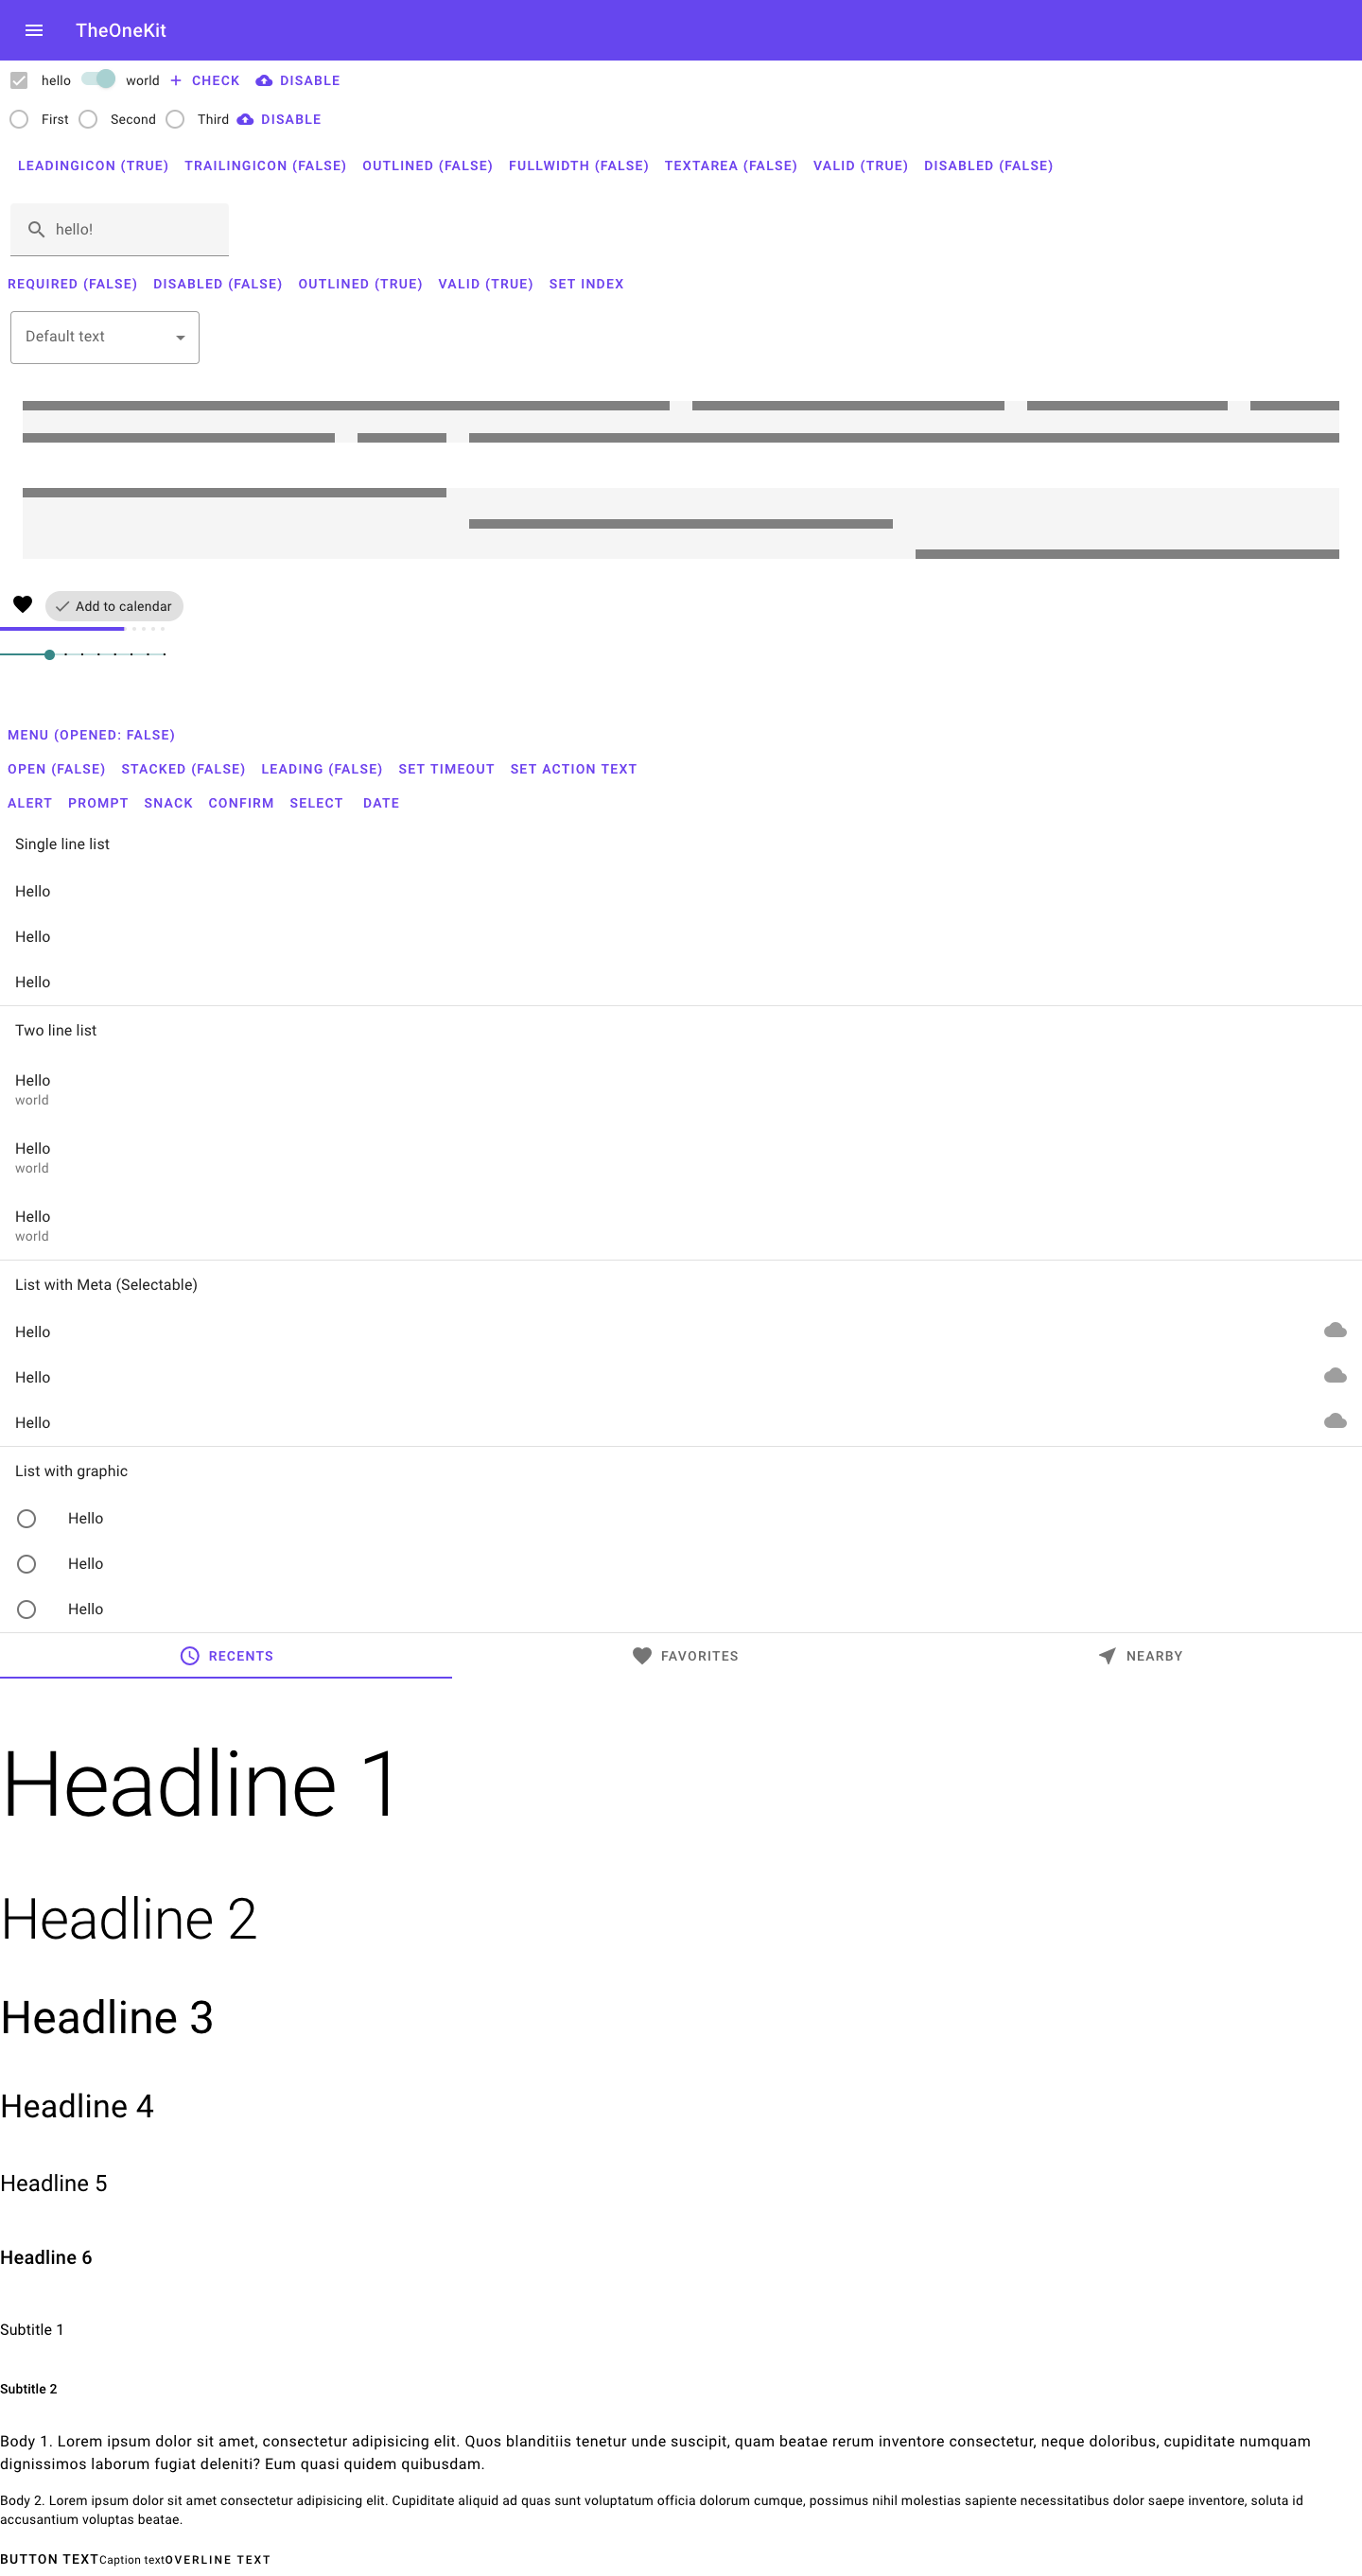 TheOneKit
hello world CHECK DISABLE
First Second Third DISABLE
LEADINGICON (TRUE) TRAILINGICON (FALSE) OUTLINED (FALSE) FULLWIDTH (FALSE) TEXTAREA (FALSE) VALID (TRUE) DISABLED (FALSE)
hello!
REQUIRED (FALSE) DISABLED (FALSE) OUTLINED (TRUE) VALID (TRUE) SET INDEX
Default text
Add to calendar
MENU (OPENED: FALSE)
OPEN (FALSE) STACKED (FALSE) LEADING (FALSE) SET TIMEOUT SET ACTION TEXT
ALERT PROMPT SNACK CONFIRM SELECT DATE
Single line list
Hello
Hello
Hello
Two line list
Hello
world
Hello
world
Hello
world
List with Meta (Selectable)
Hello
Hello
Hello
List with graphic
Hello
Hello
Hello
RECENTS FAVORITES NEARBY
Headline 1
Headline 2
Headline 3
Headline 4
Headline 5
Headline 6
Subtitle 1
Subtitle 2
Body 1. Lorem ipsum dolor sit amet, consectetur adipisicing elit. Quos blanditiis tenetur unde suscipit, quam beatae rerum inventore consectetur, neque doloribus, cupiditate numquam
dignissimos laborum fugiat deleniti? Eum quasi quidem quibusdam.
Body 2. Lorem ipsum dolor sit amet consectetur adipisicing elit. Cupiditate aliquid ad quas sunt voluptatum officia dolorum cumque, possimus nihil molestias sapiente necessitatibus dolor saepe inventore, soluta id
accusantium voluptas beatae.
BUTTON TEXTCaption textOVERLINE TEXT